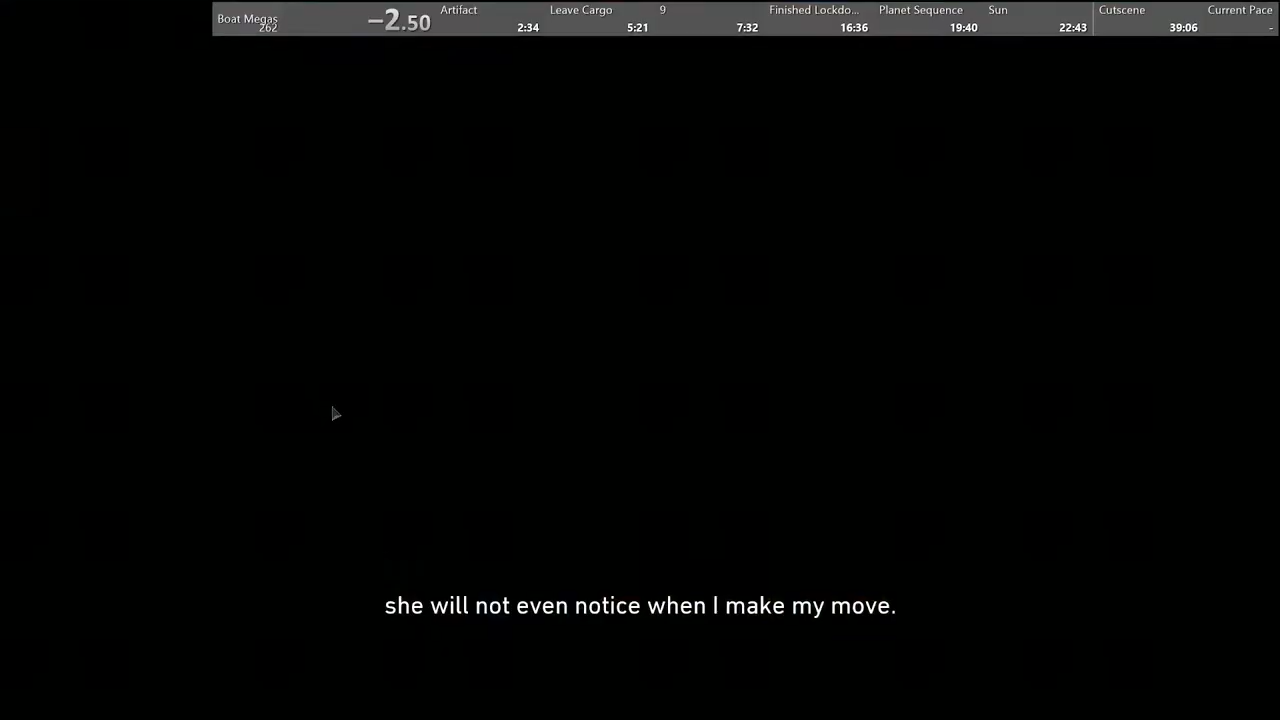 Boat Megas
262
−2.50
Artifact
2:34
Leave Cargo
5:21
9
7:32
Finished Lockdo...
16:36
Planet Sequence
19:40
Sun
22:43
Cutscene
39:06
Current Pace
-
she will not even notice when I make my move.